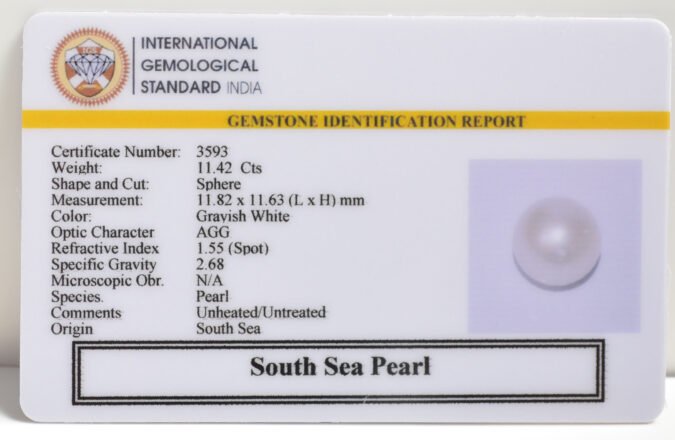 IGS
INTERNATIONAL
GEMOLOGICAL
STANDARD INDIA
GEMSTONE IDENTIFICATION REPORT
Certificate Number: 3593
Weight: 11.42 Cts
Shape and Cut: Sphere
Measurement: 11.82 x 11.63 (L x H) mm
Color: Grayish White
Optic Character AGG
Refractive Index 1.55 (Spot)
Specific Gravity 2.68
Microscopic Obr. N/A
Species. Pearl
Comments Unheated/Untreated
Origin South Sea
South Sea Pearl